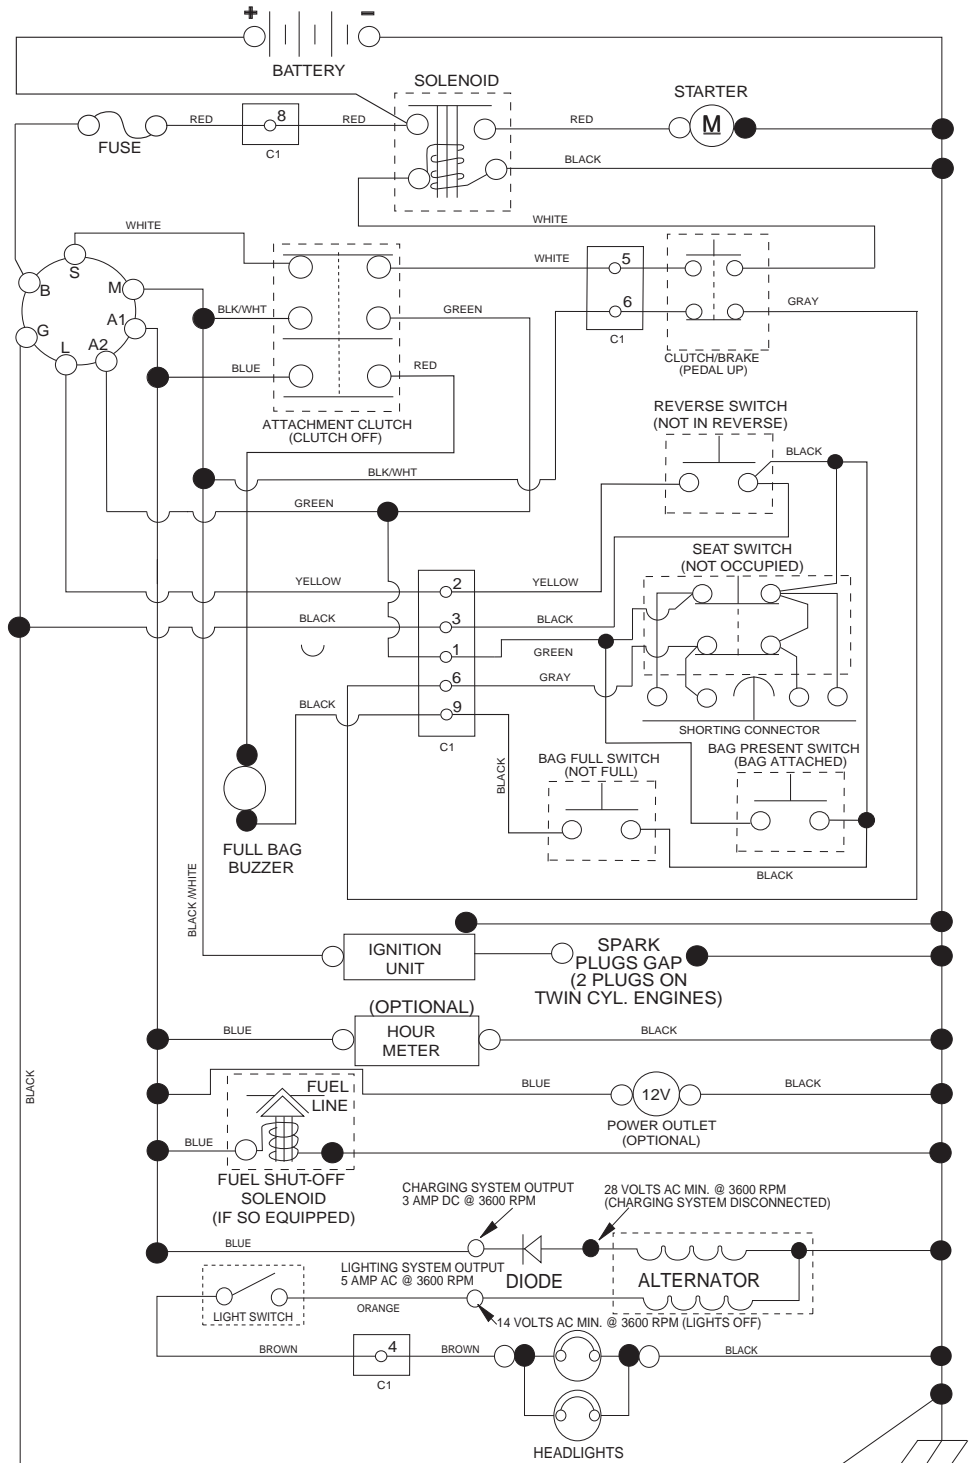 + −
BATTERY
SOLENOID
STARTER
M
RED
8
RED
RED
FUSE
C1
BLACK
WHITE
WHITE
S
B
M
G
A1
L
A2
WHITE
5
BLK/WHT
GREEN
6
GRAY
C1
CLUTCH/BRAKE
(PEDAL UP)
BLUE
RED
ATTACHMENT CLUTCH
(CLUTCH OFF)
REVERSE SWITCH
(NOT IN REVERSE)
BLACK
BLK/WHT
GREEN
SEAT SWITCH
(NOT OCCUPIED)
YELLOW
2
YELLOW
BLACK
3
BLACK
1
GREEN
6
GRAY
BLACK
9
C1
SHORTING CONNECTOR
BLACK
BAG FULL SWITCH
(NOT FULL)
BAG PRESENT SWITCH
(BAG ATTACHED)
FULL BAG
BUZZER
BLACK
BLACK /WHITE
IGNITION
UNIT
SPARK
PLUGS GAP
(2 PLUGS ON
TWIN CYL. ENGINES)
(OPTIONAL)
HOUR
METER
BLUE
BLACK
BLACK
FUEL
LINE
BLUE
12V
BLACK
POWER OUTLET
(OPTIONAL)
BLUE
FUEL SHUT-OFF
SOLENOID
(IF SO EQUIPPED)
CHARGING SYSTEM OUTPUT
3 AMP DC @ 3600 RPM
28 VOLTS AC MIN. @ 3600 RPM
(CHARGING SYSTEM DISCONNECTED)
BLUE
DIODE
ALTERNATOR
LIGHTING SYSTEM OUTPUT
5 AMP AC @ 3600 RPM
LIGHT SWITCH
ORANGE
14 VOLTS AC MIN. @ 3600 RPM (LIGHTS OFF)
BROWN
4
BROWN
BLACK
C1
HEADLIGHTS